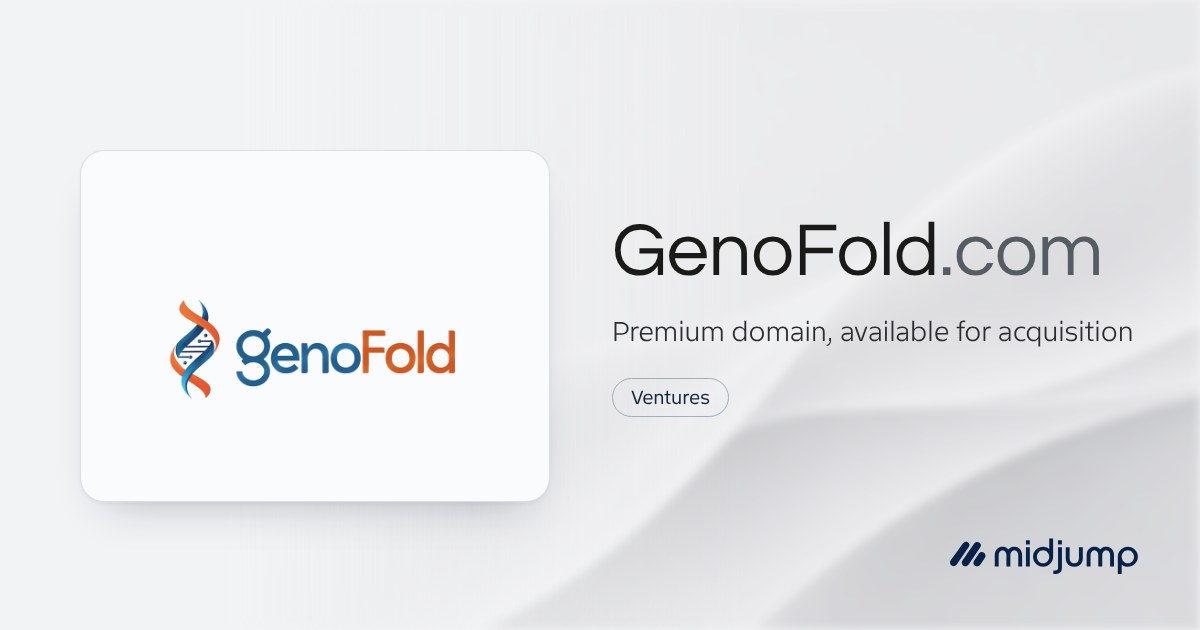 genoFold
GenoFold.com
Premium domain, available for acquisition
Ventures
midjump